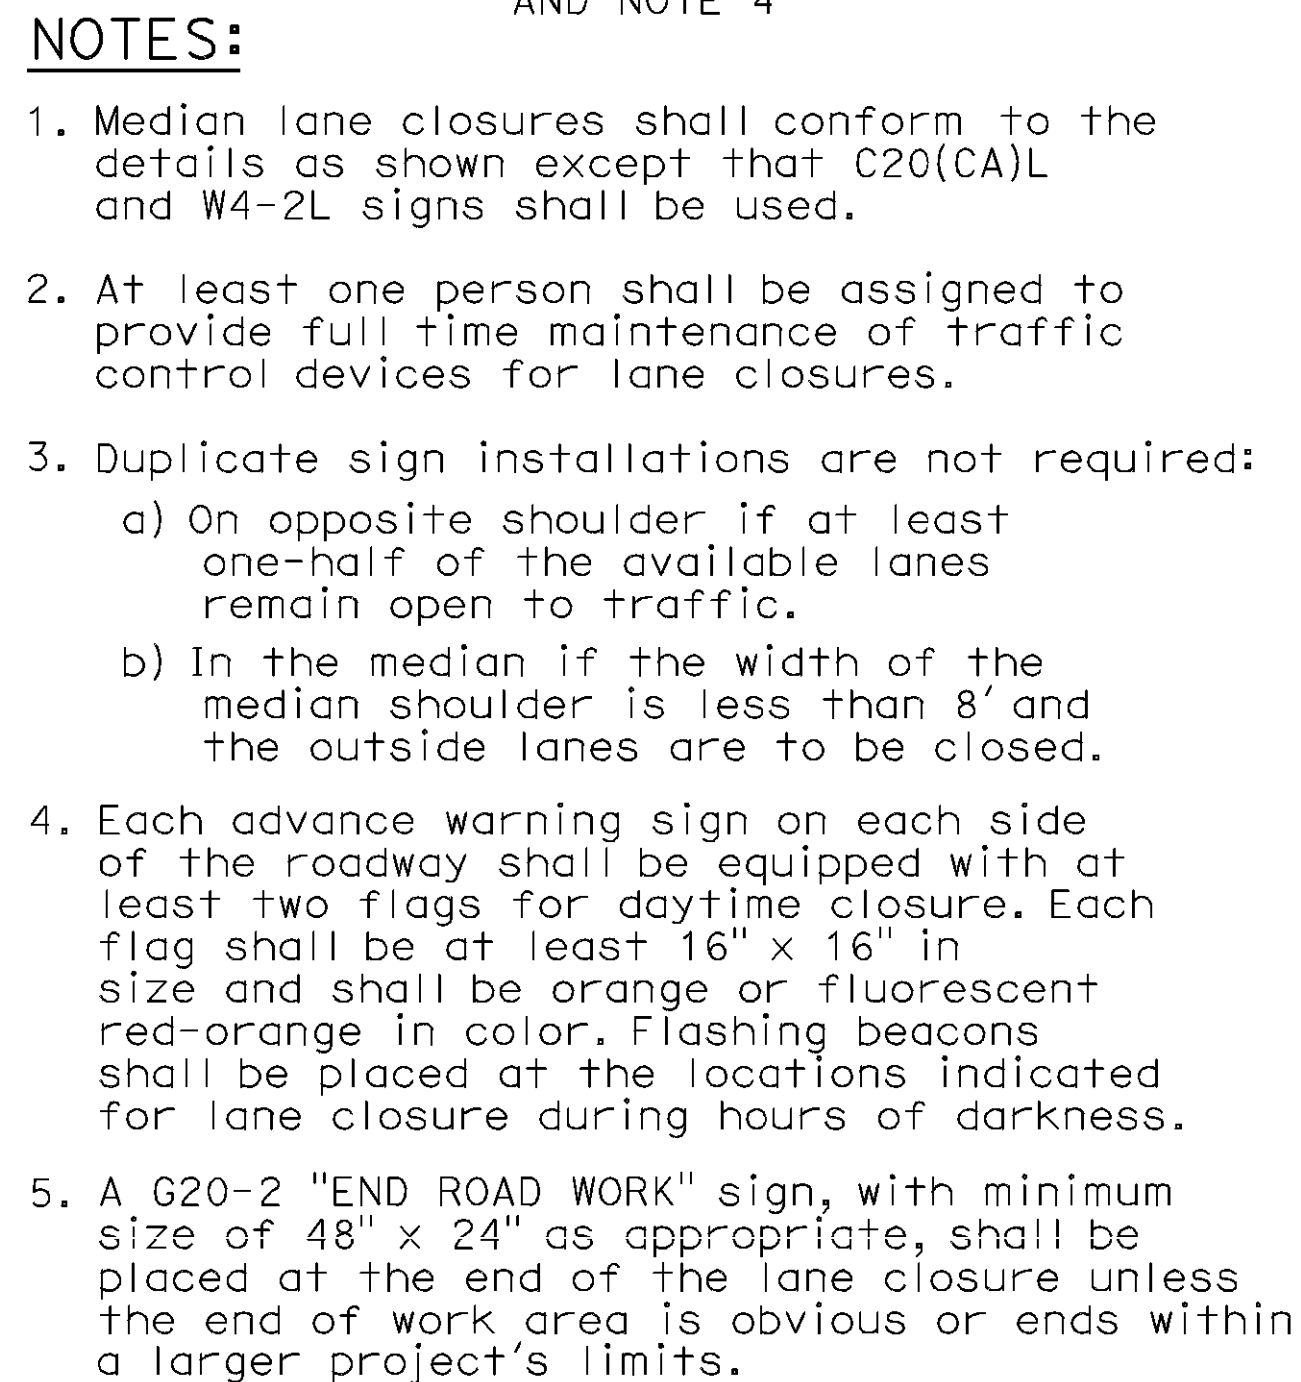 AND NOTE 4
NOTES:
1. Median lane closures shall conform to the
details as shown except that C20(CA)L
and W4-2L signs shall be used.
2. At least one person shall be assigned to
provide full time maintenance of traffic
control devices for lane closures.
3. Duplicate sign installations are not required:
a) On opposite shoulder if at least
one-half of the available lanes
remain open to traffic.
b) In the median if the width of the
median shoulder is less than 8' and
the outside lanes are to be closed.
4. Each advance warning sign on each side
of the roadway shall be equipped with at
least two flags for daytime closure. Each
flag shall be at least 16" x 16" in
size and shall be orange or fluorescent
red-orange in color. Flashing beacons
shall be placed at the locations indicated
for lane closure during hours of darkness.
5. A G20-2 "END ROAD WORK" sign, with minimum
size of 48" x 24" as appropriate, shall be
placed at the end of the lane closure unless
the end of work area is obvious or ends within
a larger project's limits.